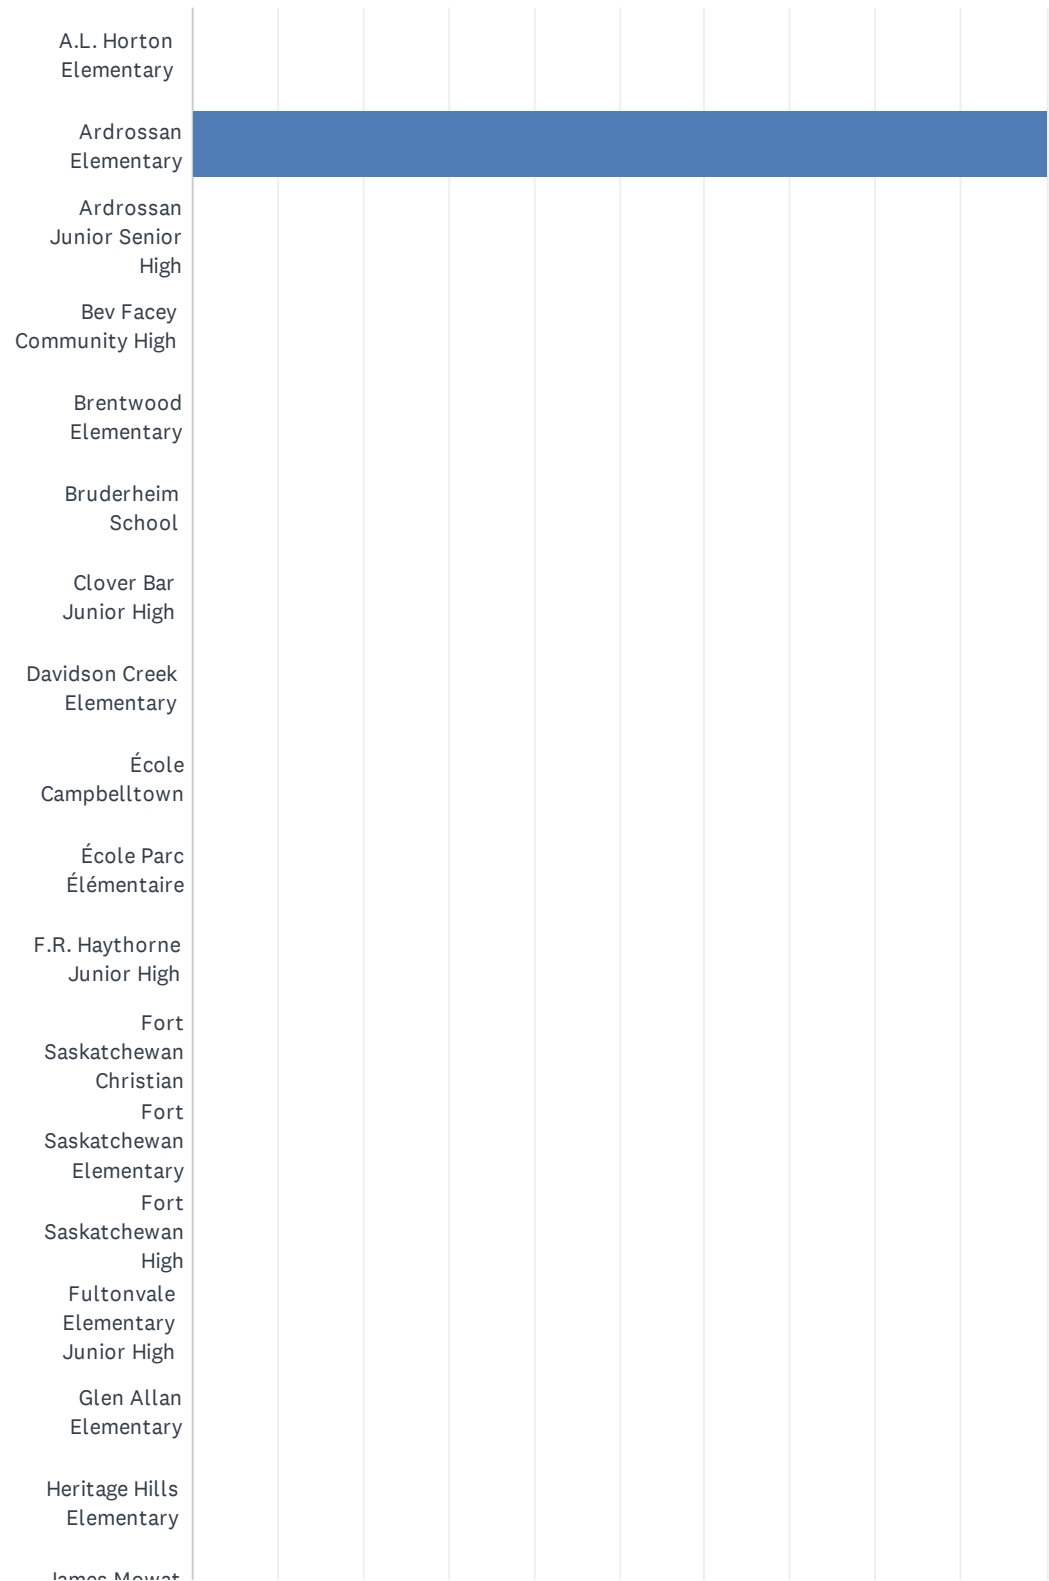 A.L. Horton
Elementary
Ardrossan
Elementary
Ardrossan
Junior Senior
High
Bev Facey
Community High
Brentwood
Elementary
Bruderheim
School
Clover Bar
Junior High
Davidson Creek
Elementary
École
Campbelltown
École Parc
Élémentaire
F.R. Haythorne
Junior High
Fort
Saskatchewan
Christian
Fort
Saskatchewan
Elementary
Fort
Saskatchewan
High
Fultonvale
Elementary
Junior High
Glen Allan
Elementary
Heritage Hills
Elementary
James Mowat